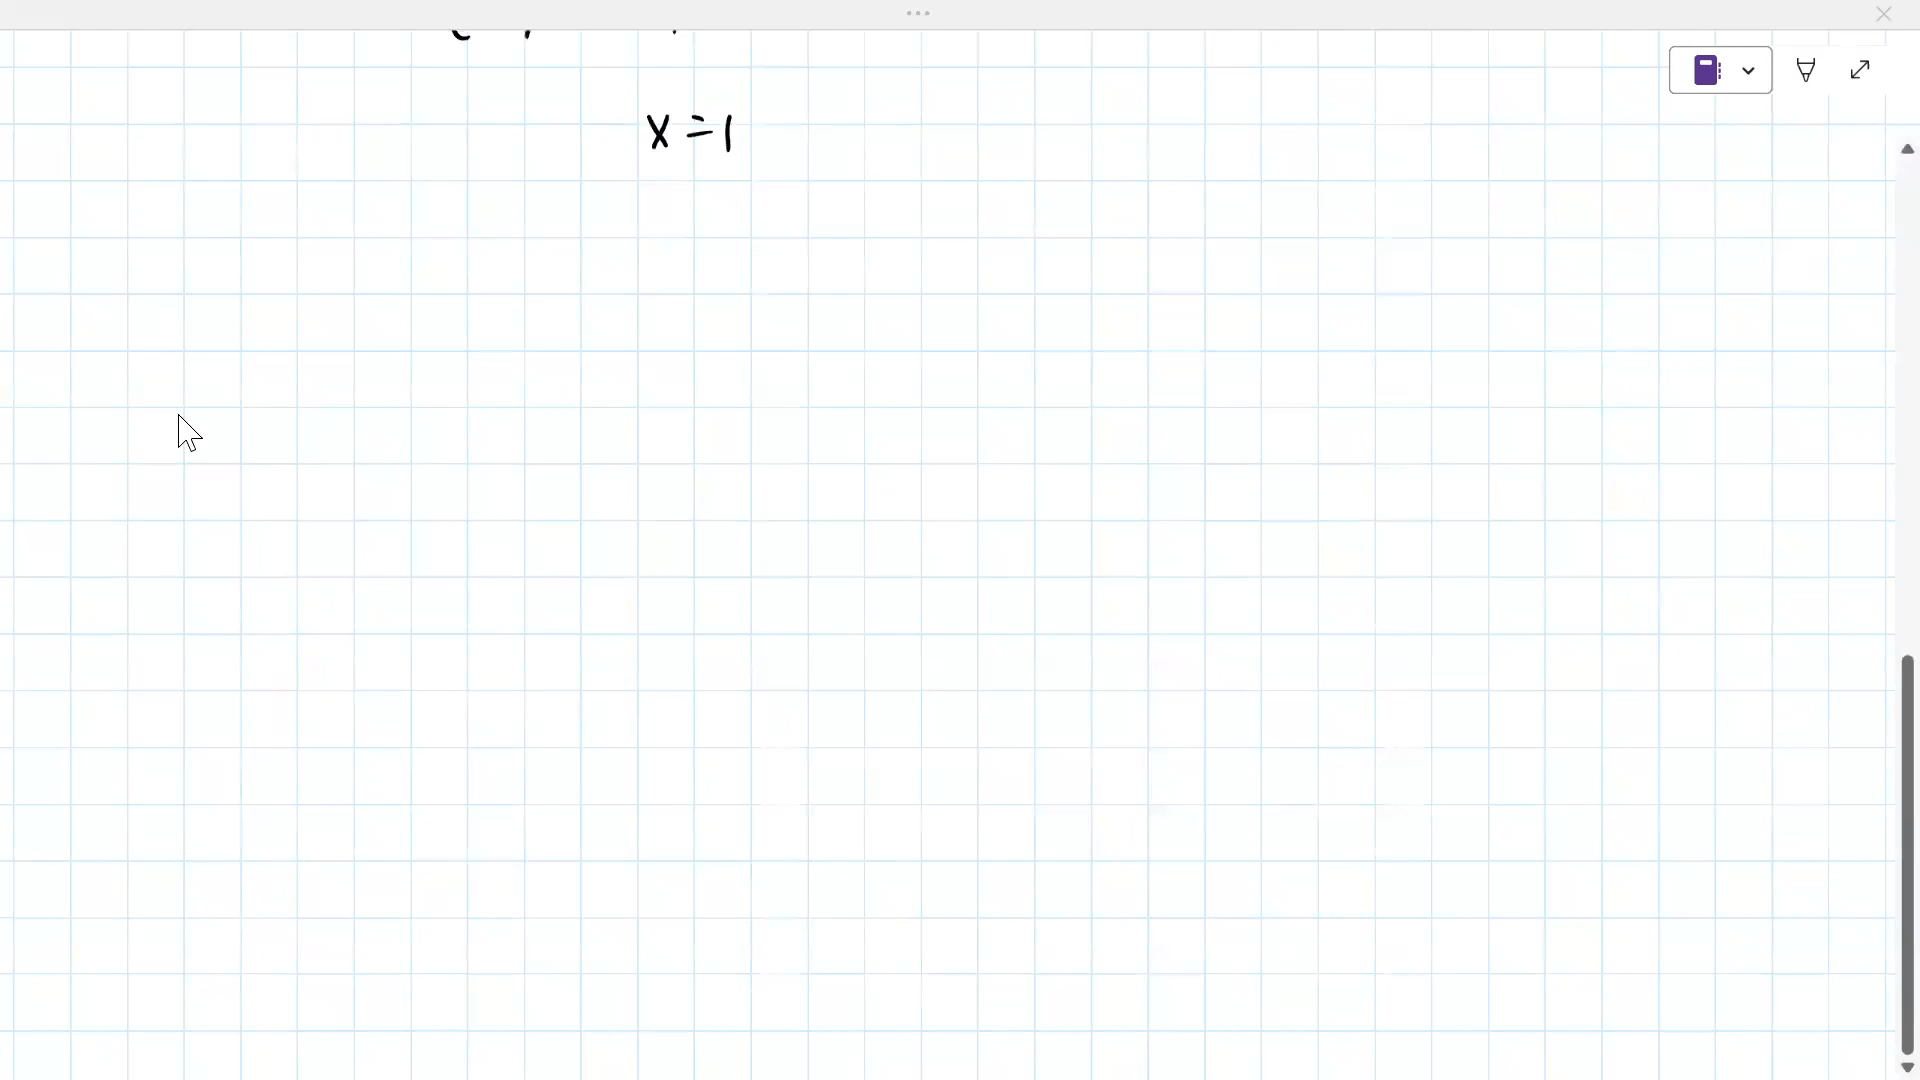 x = 1